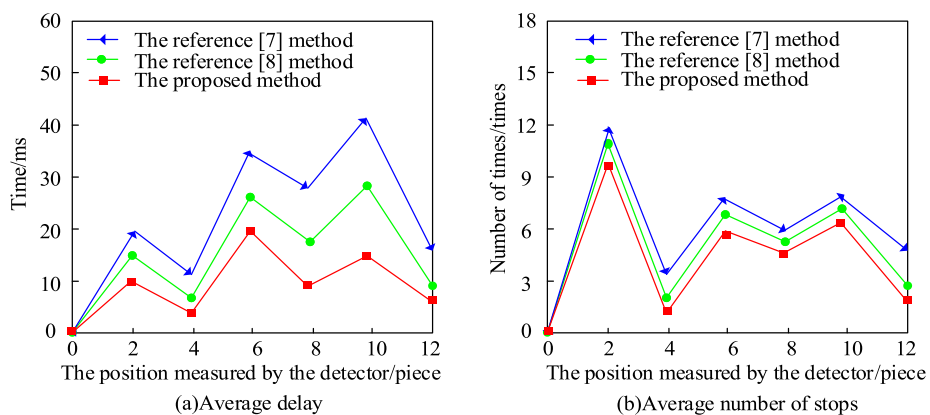 60
50
40
30
20
10
0
Time/ms
The reference [7] method
The reference [8] method
The proposed method
0 2 4 6 8 10 12
The position measured by the detector/piece
(a)Average delay
18
15
12
9
6
3
0
Number of times/times
The reference [7] method
The reference [8] method
The proposed method
0 2 4 6 8 10 12
The position measured by the detector/piece
(b)Average number of stops